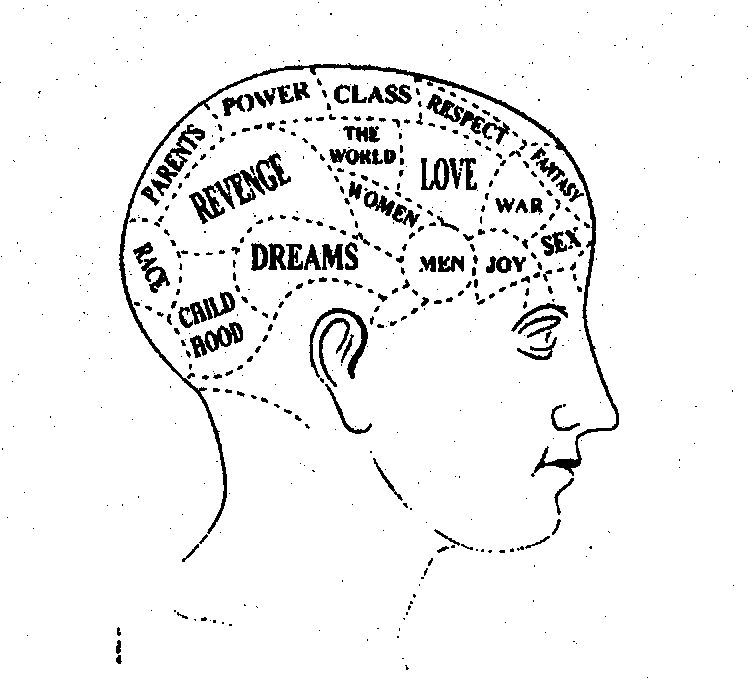 POWER
CLASS
RESPECT
PARENTS
THE
WORLD
FANTASY
REVENGE
LOVE
WOMEN
WAR
RACE
DREAMS
MEN
JOY
SEX
CHILD
HOOD